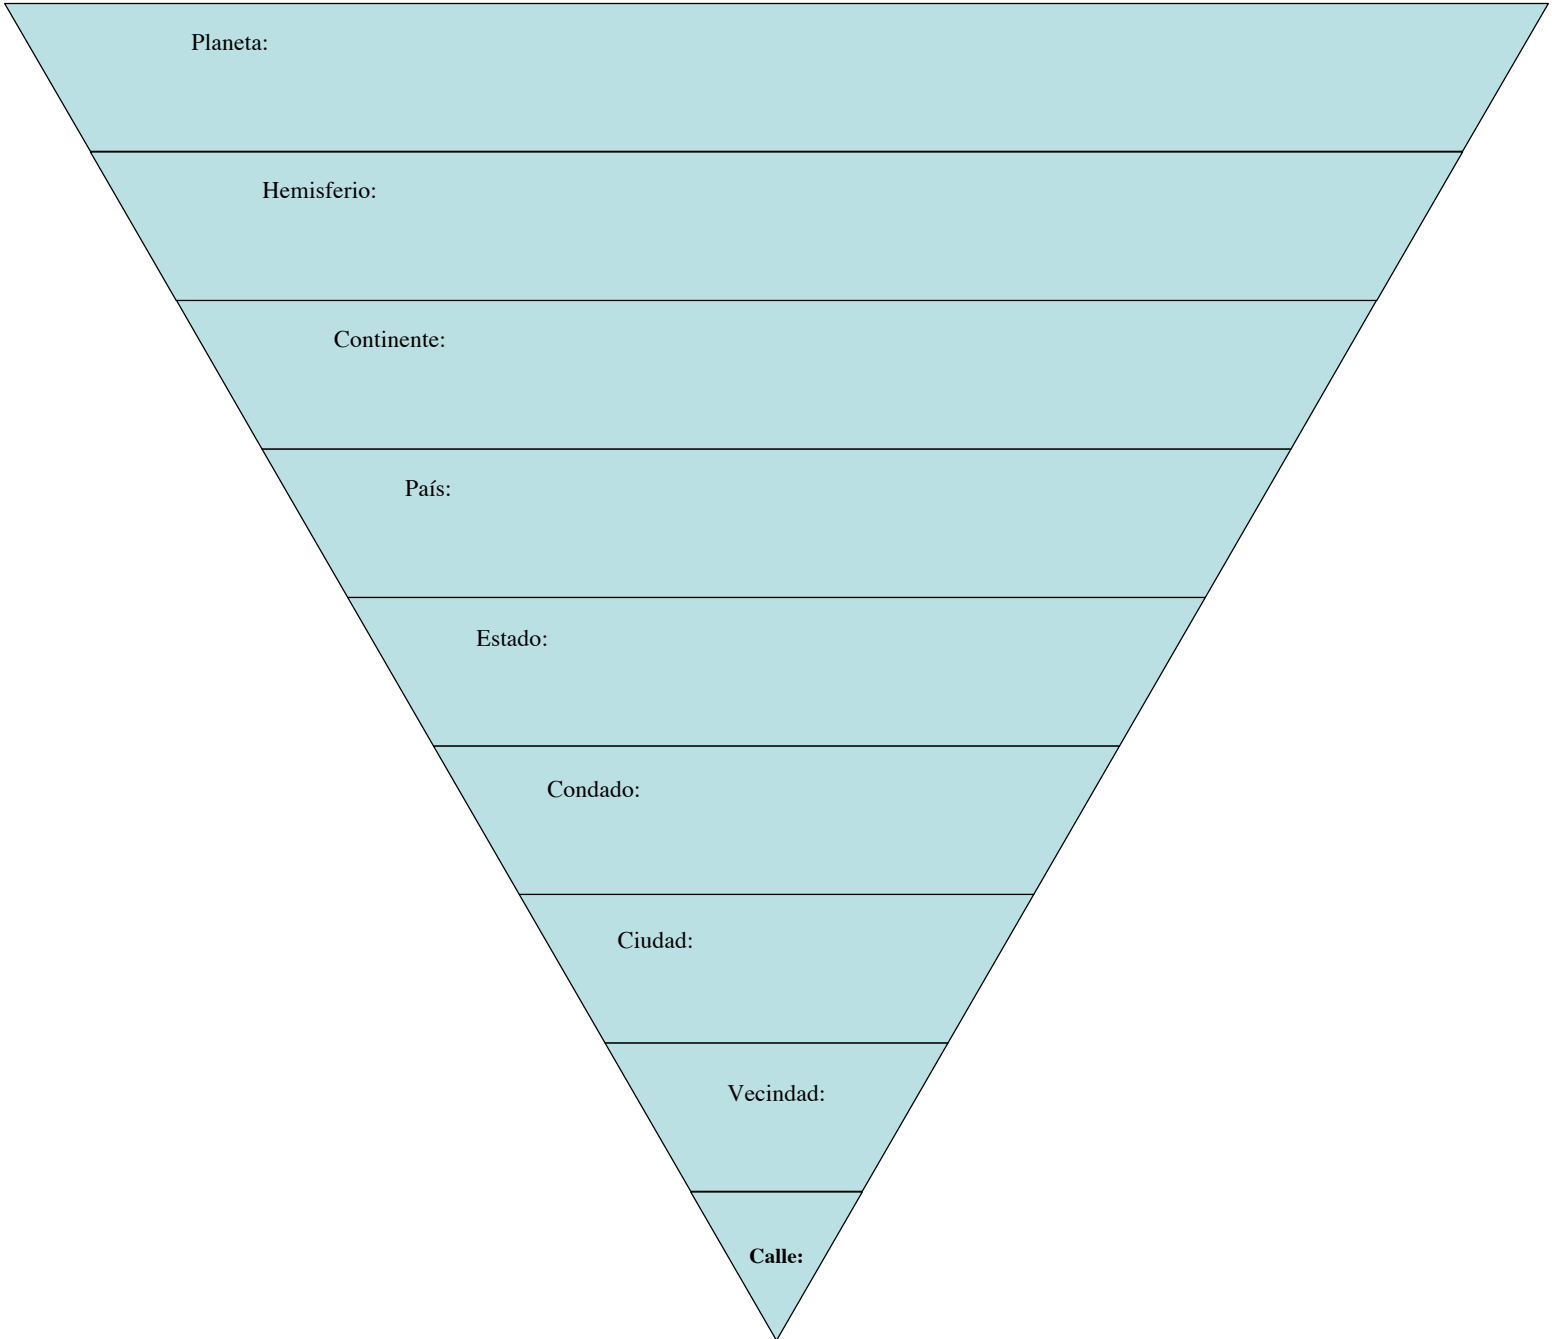 Planeta:
Hemisferio:
Continente:
País:
Estado:
Condado:
Ciudad:
Vecindad:
Calle: